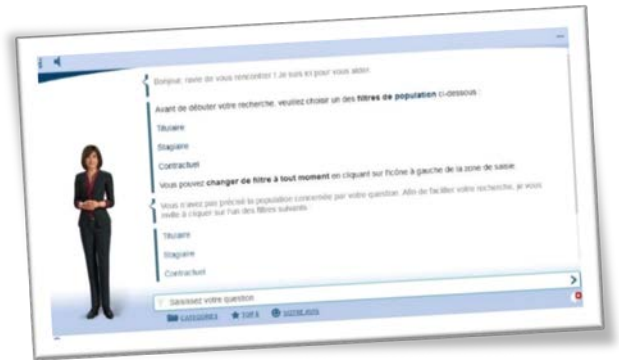 Bonjour, ravie de vous rencontrer ! Je suis ici pour vous aider.
Avant de débuter votre recherche, veuillez choisir un des filtres de population ci-dessous :
Titulaire
Stagiaire
Contractuel
Vous pouvez changer de filtre à tout moment en cliquant sur l'icône à gauche de la zone de saisie.
Vous n'avez pas précisé la population concernée par votre question. Afin de faciliter votre recherche, je vous
invite à cliquer sur l'un des filtres suivants.
Titulaire
Stagiaire
Contractuel
Saisissez votre question
CATEGORIES TOP 5 VOTRE AVIS